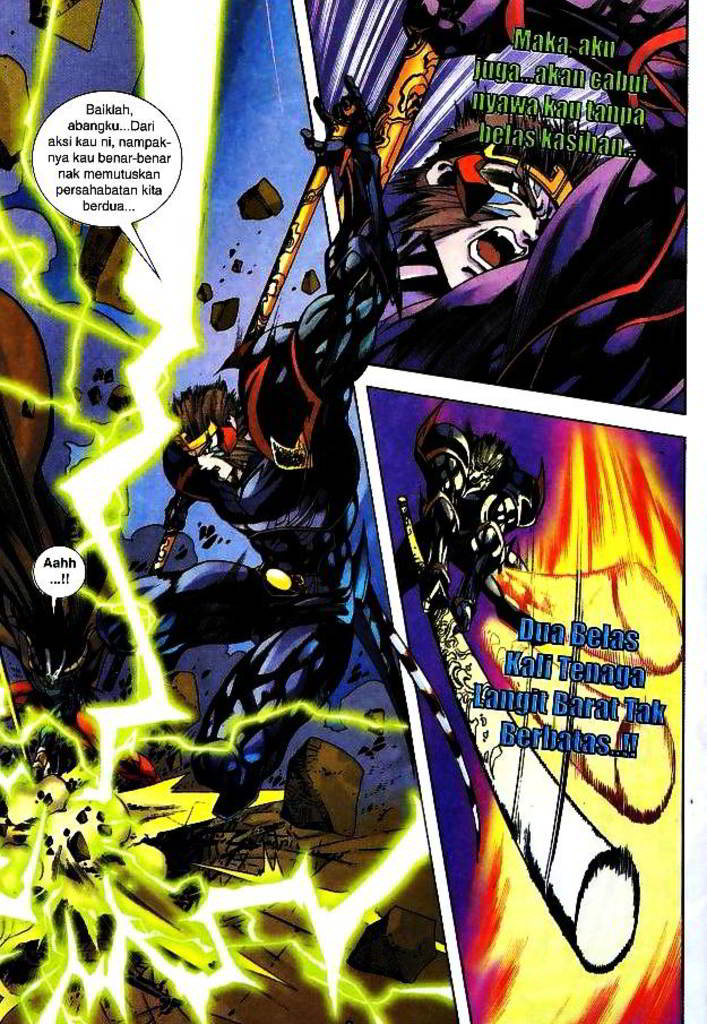 Baiklah,
abangku...Dari
aksi kau ni, nampak-
nya kau benar-benar
nak memutuskan
persahabatan kita
berdua...
Maka aku
juga...akan cabut
nyawa kau tanpa
belas kasihan...
Aahh
...!!
Dua Belas
Kali Tenaga
Langit Barat Tak
Berbatas..!!